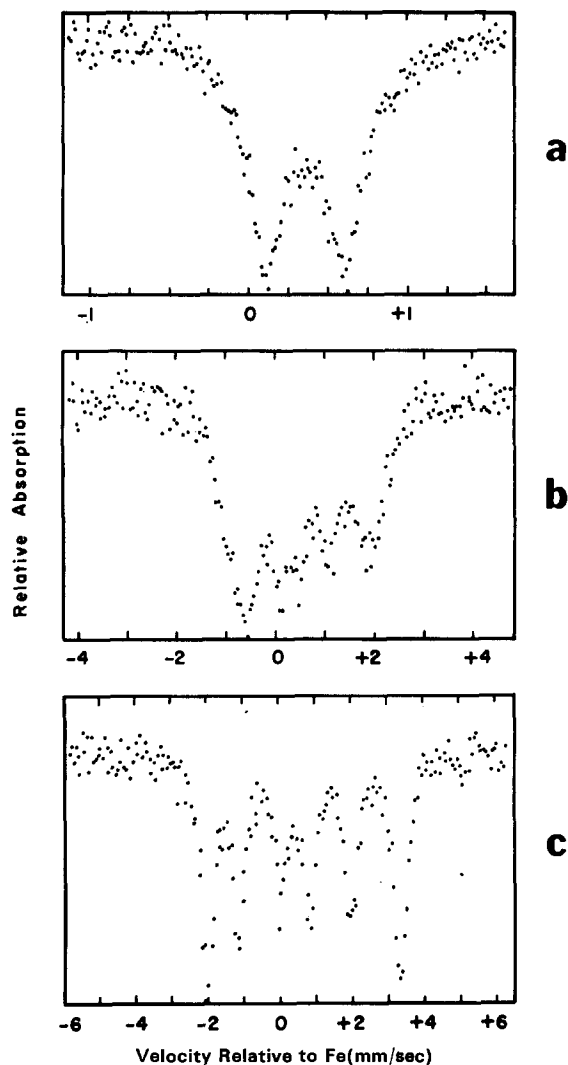 a
-1 0 +1
b
-4 -2 0 +2 +4
c
-6 -4 -2 0 +2 +4 +6
Relative Absorption
Velocity Relative to Fe(mm/sec)